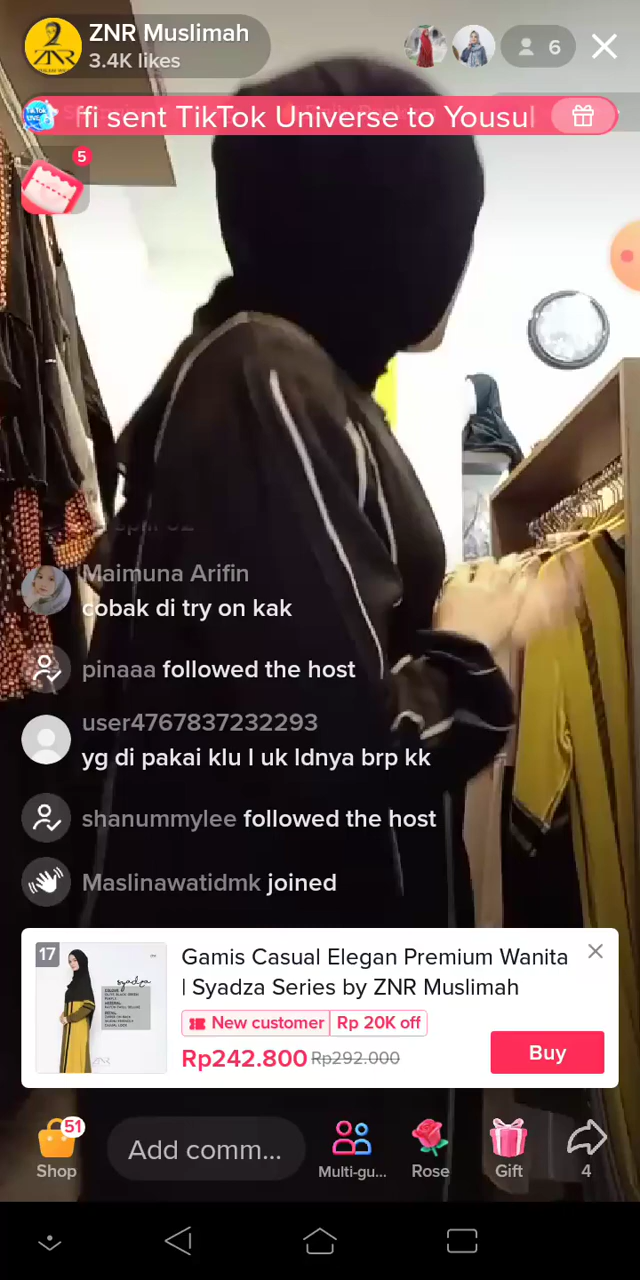 ZNR Muslimah
3.4K likes
6
ffi sent TikTok Universe to Yousul
5
Maimuna Arifin
cobak di try on kak
pinaaa followed the host
user4767837232293
yg di pakai klu l uk ldnya brp kk
shanummylee followed the host
Maslinawatidmk joined
17
syadza
Gamis Casual Elegan Premium Wanita
| Syadza Series by ZNR Muslimah
New customer Rp 20K off
Rp242.800 Rp292.000
Buy
51
Shop
Add comm...
Multi-gu...
Rose
Gift
4